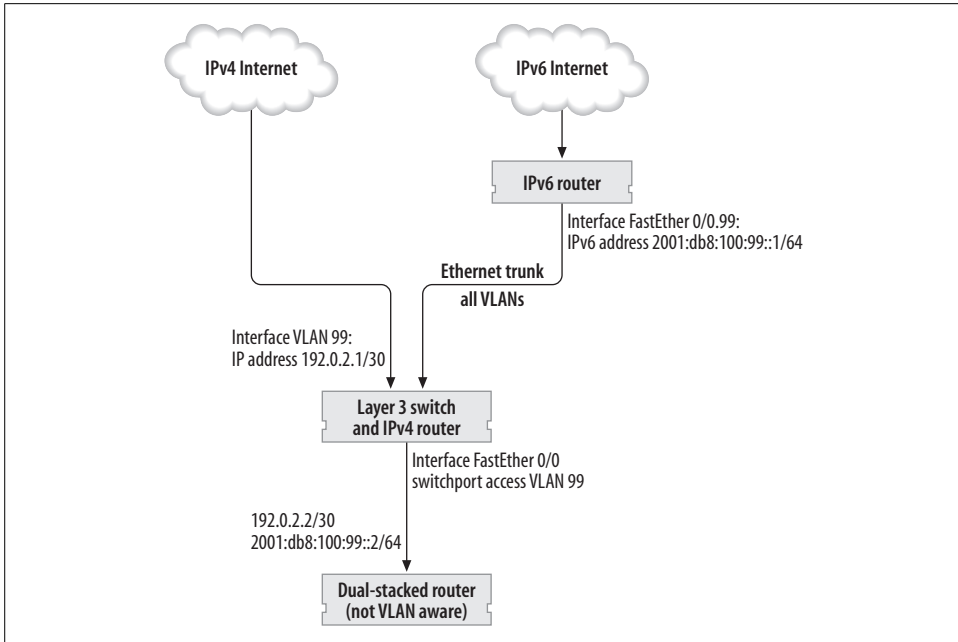 IPv4 Internet
IPv6 Internet
IPv6 router
Interface FastEther 0/0.99:
IPv6 address 2001:db8:100:99::1/64
Ethernet trunk
all VLANs
Interface VLAN 99:
IP address 192.0.2.1/30
Layer 3 switch
and IPv4 router
Interface FastEther 0/0
switchport access VLAN 99
192.0.2.2/30
2001:db8:100:99::2/64
Dual-stacked router
(not VLAN aware)